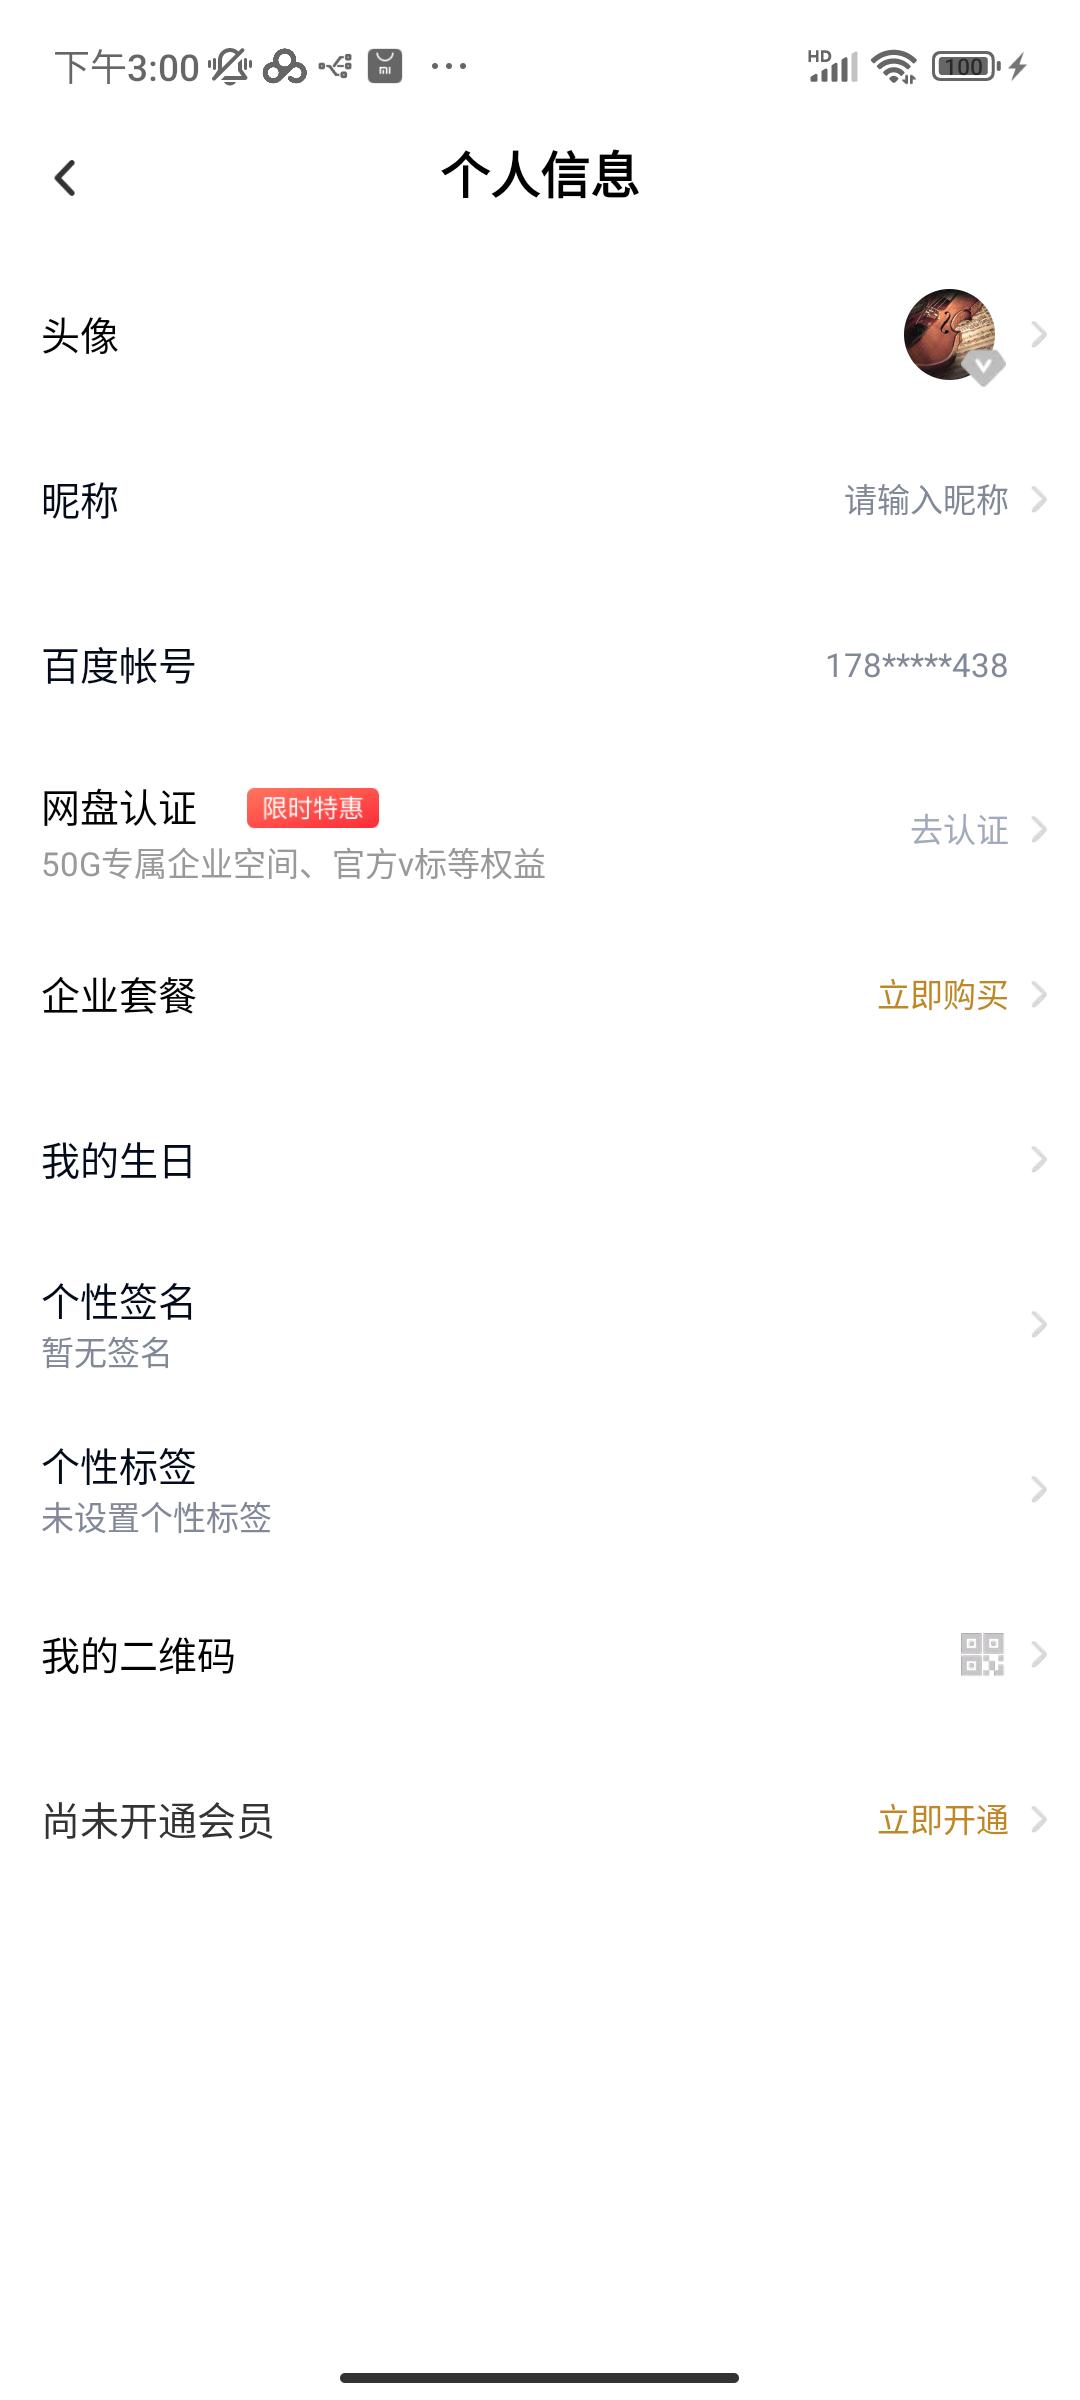 下午3:00
HD
100
个人信息
头像
昵称 请输入昵称
百度帐号 178*****438
网盘认证 限时特惠
50G专属企业空间、官方v标等权益
去认证
企业套餐 立即购买
我的生日
个性签名
暂无签名
个性标签
未设置个性标签
我的二维码
尚未开通会员 立即开通